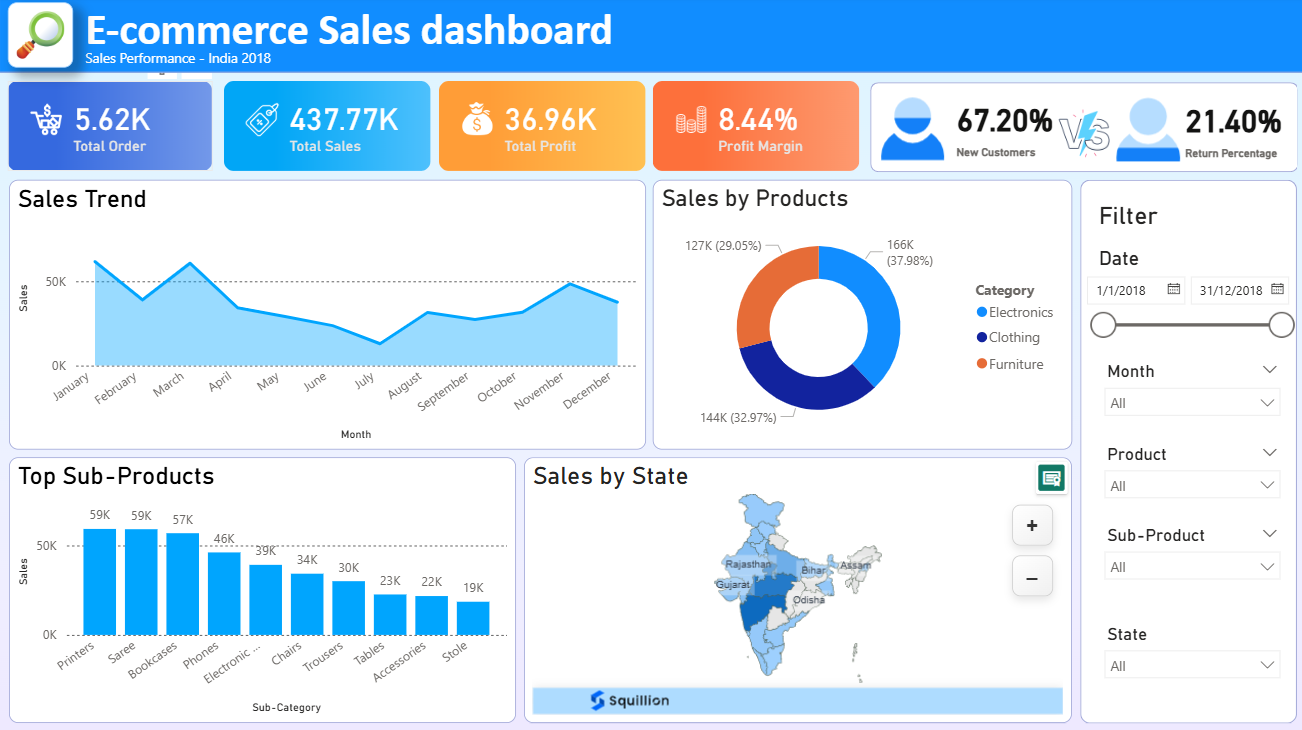 E-commerce Sales dashboard
Sales Performance - India 2018
5.62K
Total Order
437.77K
Total Sales
36.96K
Total Profit
8.44%
Profit Margin
67.20%
New Customers
VS
21.40%
Return Percentage
Sales Trend
Sales
50K
0K
January
February
March
April
May
June
July
August
September
October
November
December
Month
Sales by Products
127K (29.05%)
166K
(37.98%)
144K (32.97%)
Category
Electronics
Clothing
Furniture
Filter
Date
1/1/2018
31/12/2018
Month
All
Product
All
Sub-Product
All
State
All
Top Sub-Products
Sales
50K
0K
59K
59K
57K
46K
39K
34K
30K
23K
22K
19K
Printers
Saree
Bookcases
Phones
Electronic ...
Chairs
Trousers
Tables
Accessories
Stole
Sub-Category
Sales by State
+
−
Rajasthan
Bihar
Assam
Gujarat
Odisha
Squillion